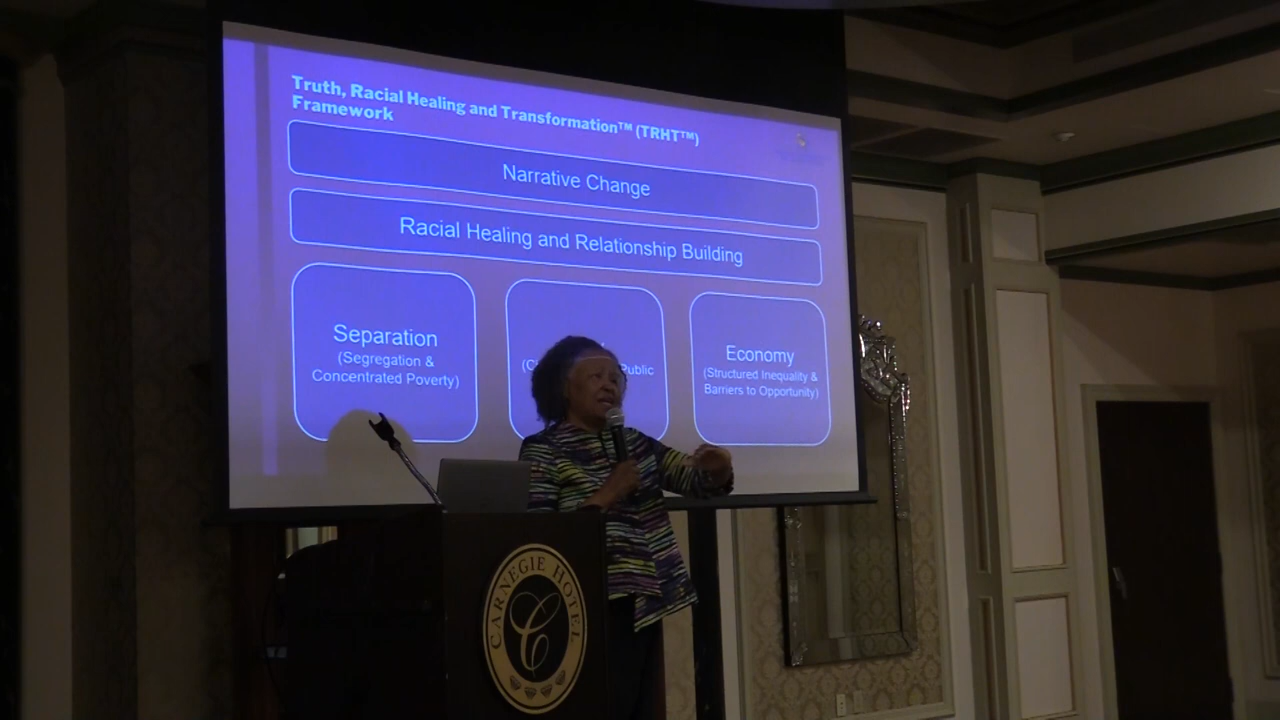 Truth, Racial Healing and Transformation™ (TRHT™)
Framework
Narrative Change
Racial Healing and Relationship Building
Separation
(Segregation &
Concentrated Poverty)
Public
Economy
(Structured Inequality &
Barriers to Opportunity)
CARNEGIE HOTEL
C